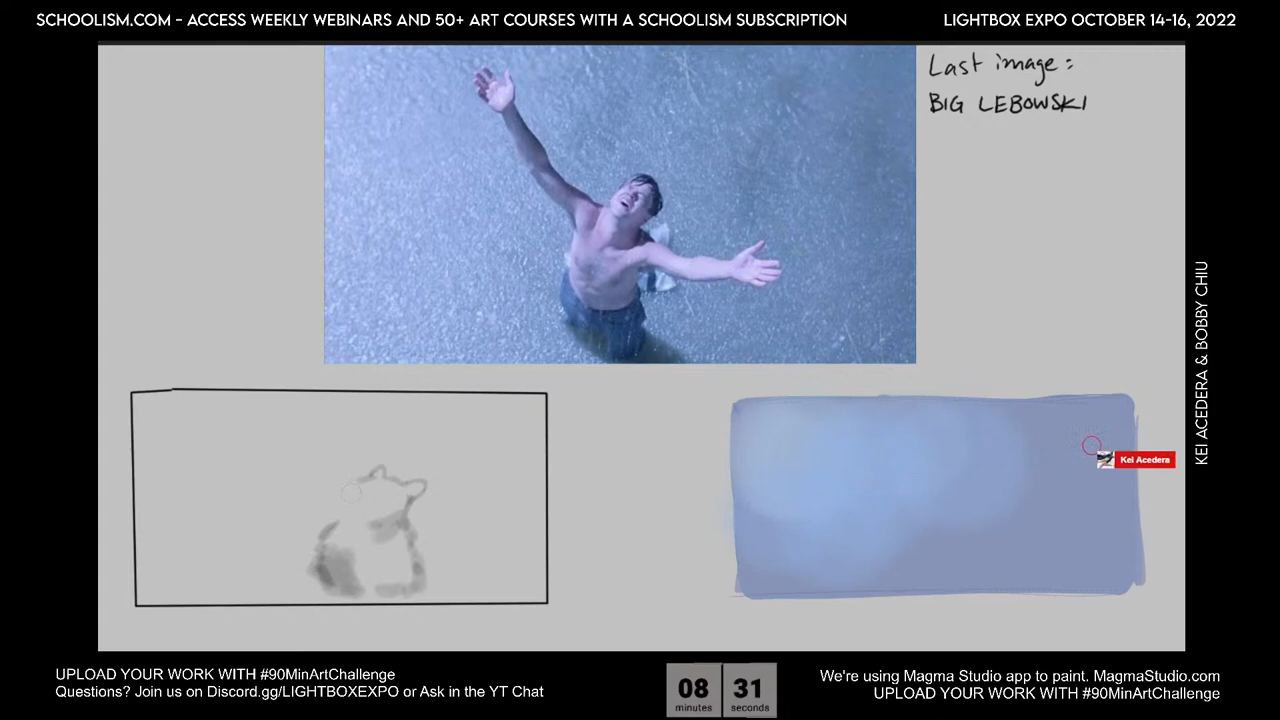 SCHOOLISM.COM – ACCESS WEEKLY WEBINARS AND 50+ ART COURSES WITH A SCHOOLISM SUBSCRIPTION
LIGHTBOX EXPO OCTOBER 14-16, 2022
Last image:
BIG LEBOWSKI
KEI ACEDERA & BOBBY CHIU
Kei Acedera
UPLOAD YOUR WORK WITH #90MinArtChallenge
Questions? Join us on Discord.gg/LIGHTBOXEXPO or Ask in the YT Chat
08 31
minutes seconds
We're using Magma Studio app to paint. MagmaStudio.com
UPLOAD YOUR WORK WITH #90MinArtChallenge